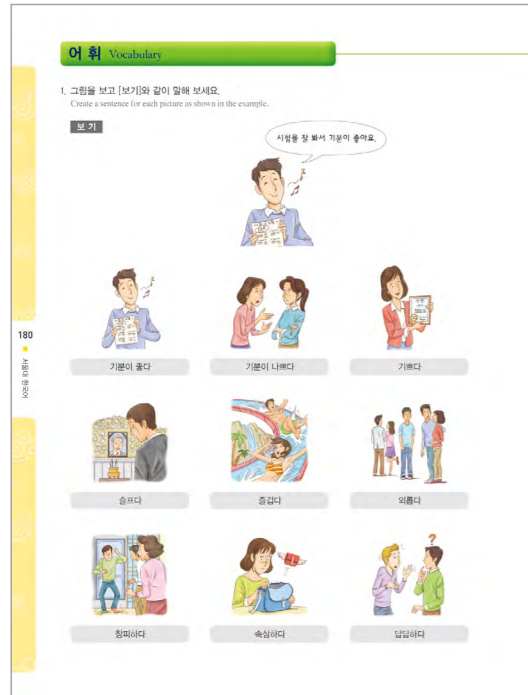 어 휘 Vocabulary
1. 그림을 보고 [보기]와 같이 말해 보세요.
Create a sentence for each picture as shown in the example.
보 기
시험을 잘 봐서 기분이 좋아요.
기분이 좋다
기분이 나쁘다
기쁘다
180
서울대 한국어
슬프다
즐겁다
외롭다
창피하다
속상하다
답답하다
?